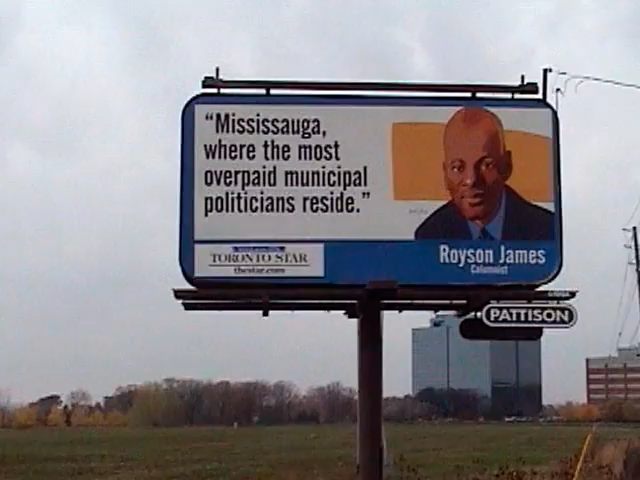 “Mississauga,
where the most
overpaid municipal
politicians reside.”
TORONTO STAR
thestar.com
Royson James
Columnist
PATTISON